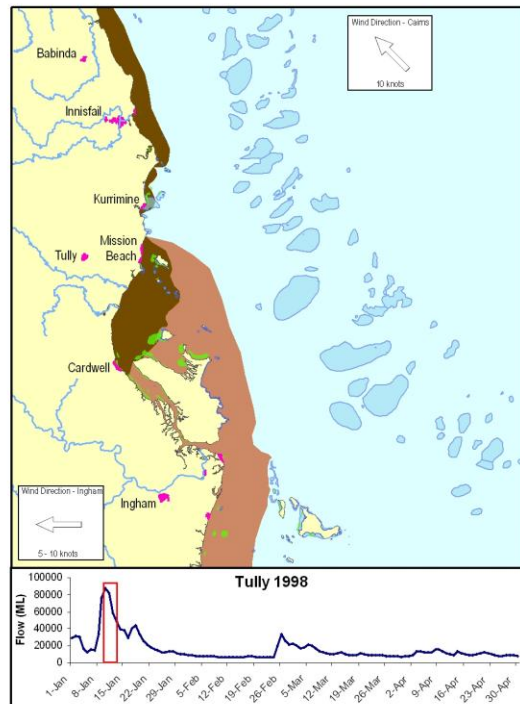 Wind Direction - Cairns
10 knots
Babinda
Innisfail
Kurrimine
Mission
Beach
Tully
Cardwell
Ingham
Wind Direction - Ingham
5 - 10 knots
Tully 1998
Flow (ML)
100000
80000
60000
40000
20000
0
1-Jan
8-Jan
15-Jan
22-Jan
29-Jan
5-Feb
12-Feb
19-Feb
26-Feb
5-Mar
12-Mar
19-Mar
26-Mar
2-Apr
9-Apr
16-Apr
23-Apr
30-Apr